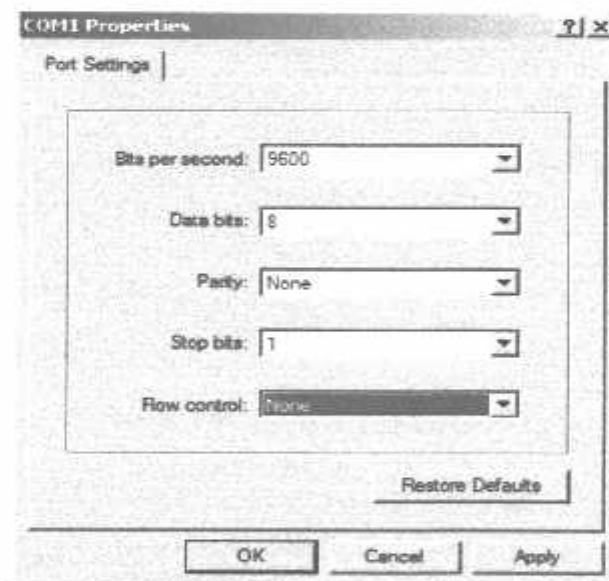 COM1 Properties
Port Settings
Bits per second: 9600
Data bits: 8
Parity: None
Stop bits: 1
Flow control: None
Restore Defaults
OK Cancel Apply